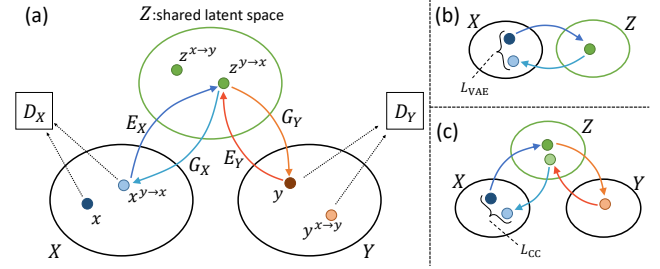 (a)
Z:shared latent space
z^{x→y}
z^{y→x}
D_X
E_X
G_X
G_Y
E_Y
D_Y
x^{y→x}
x
X
y
y^{x→y}
Y
(b)
X
Z
L_VAE
(c)
Z
X
Y
L_CC